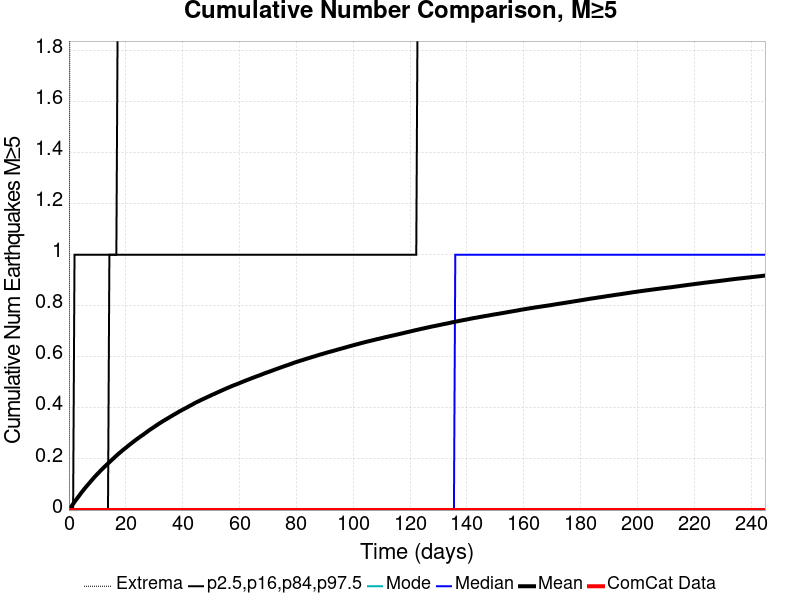 Cumulative Number Comparison, M≥5
Cumulative Num Earthquakes M≥5
1.8
1.6
1.4
1.2
1
0.8
0.6
0.4
0.2
0
0 20 40 60 80 100 120 140 160 180 200 220 240
Time (days)
Extrema p2.5,p16,p84,p97.5 Mode Median Mean ComCat Data